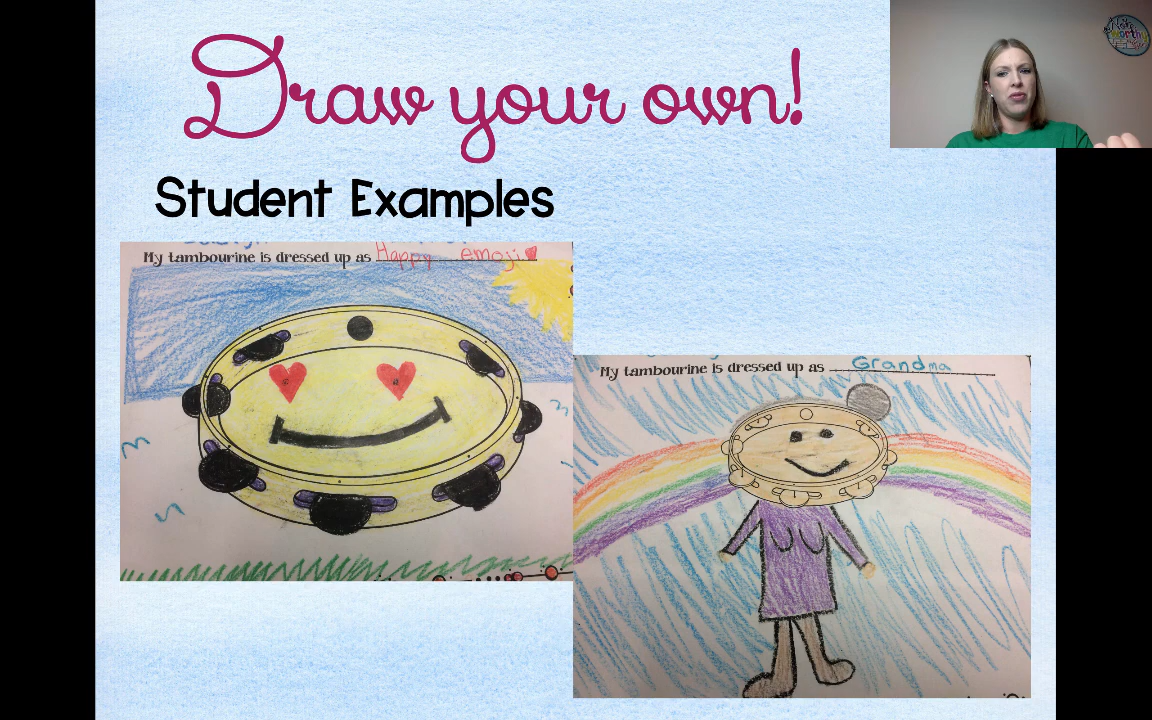 Draw your own!
Student Examples
My tambourine is dressed up as Happy emoji
My tambourine is dressed up as Grandma